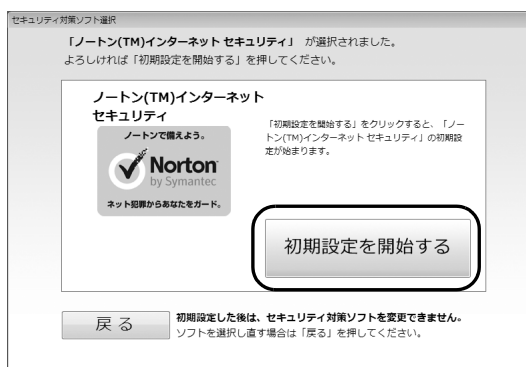 セキュリティ対策ソフト選択
「ノートン(TM)インターネット セキュリティ」 が選択されました。
よろしければ「初期設定を開始する」を押してください。
ノートン(TM)インターネット
セキュリティ
ノートンで備えよう。
Norton
by Symantec
ネット犯罪からあなたをガード。
「初期設定を開始する」をクリックすると、「ノー
トン(TM)インターネット セキュリティ」の初期設
定が始まります。
初期設定を開始する
戻る
初期設定した後は、セキュリティ対策ソフトを変更できません。
ソフトを選択し直す場合は「戻る」を押してください。